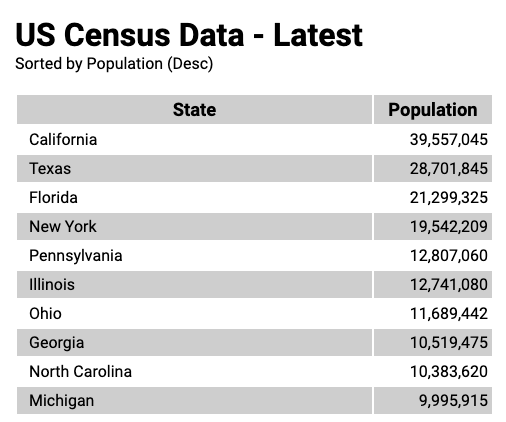 US Census Data - Latest
Sorted by Population (Desc)
State Population
California 39,557,045
Texas 28,701,845
Florida 21,299,325
New York 19,542,209
Pennsylvania 12,807,060
Illinois 12,741,080
Ohio 11,689,442
Georgia 10,519,475
North Carolina 10,383,620
Michigan 9,995,915